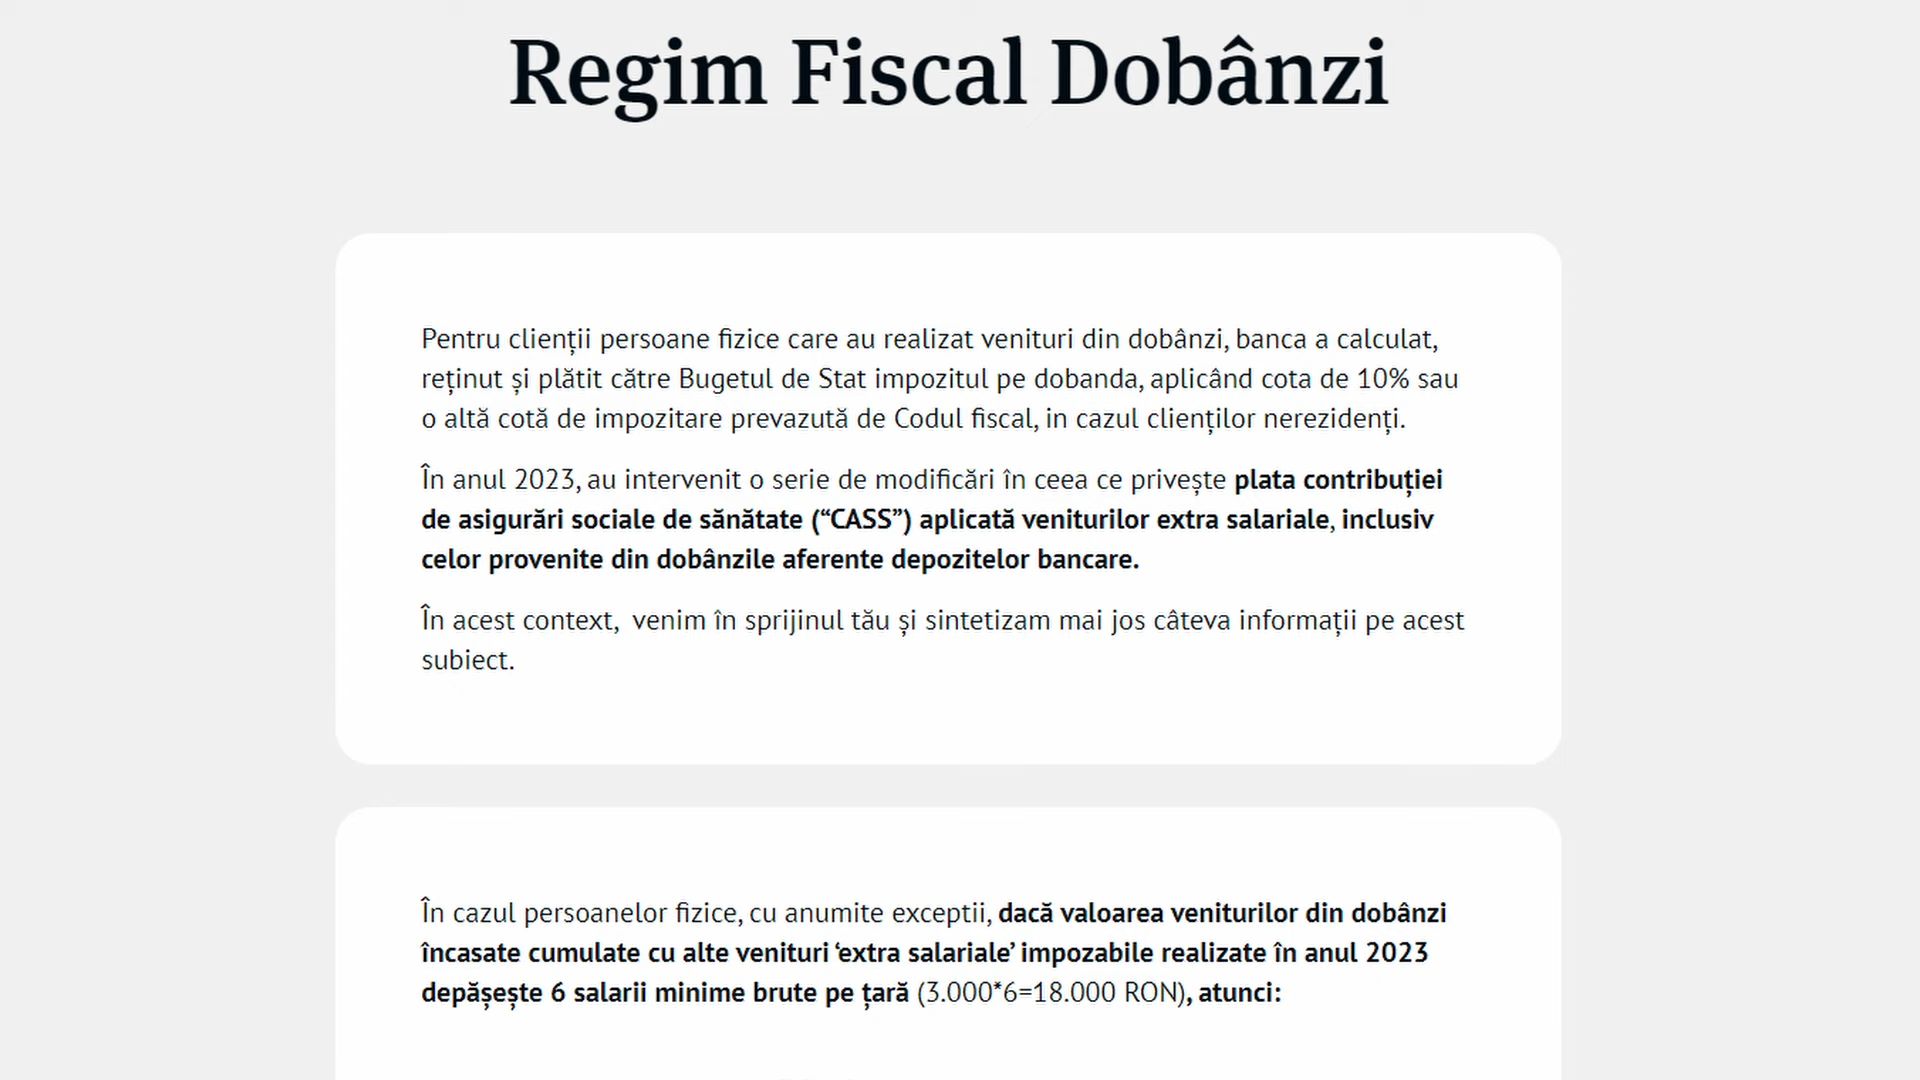 Regim Fiscal Dobânzi
Pentru clienții persoane fizice care au realizat venituri din dobânzi, banca a calculat,
reținut și plătit către Bugetul de Stat impozitul pe dobanda, aplicând cota de 10% sau
o altă cotă de impozitare prevazută de Codul fiscal, in cazul clienților nerezidenți.
În anul 2023, au intervenit o serie de modificări în ceea ce privește plata contribuției
de asigurări sociale de sănătate (“CASS”) aplicată veniturilor extra salariale, inclusiv
celor provenite din dobânzile aferente depozitelor bancare.
În acest context,  venim în sprijinul tău și sintetizam mai jos câteva informații pe acest
subiect.
În cazul persoanelor fizice, cu anumite exceptii, dacă valoarea veniturilor din dobânzi
încasate cumulate cu alte venituri ‘extra salariale’ impozabile realizate în anul 2023
depășește 6 salarii minime brute pe țară (3.000*6=18.000 RON), atunci: